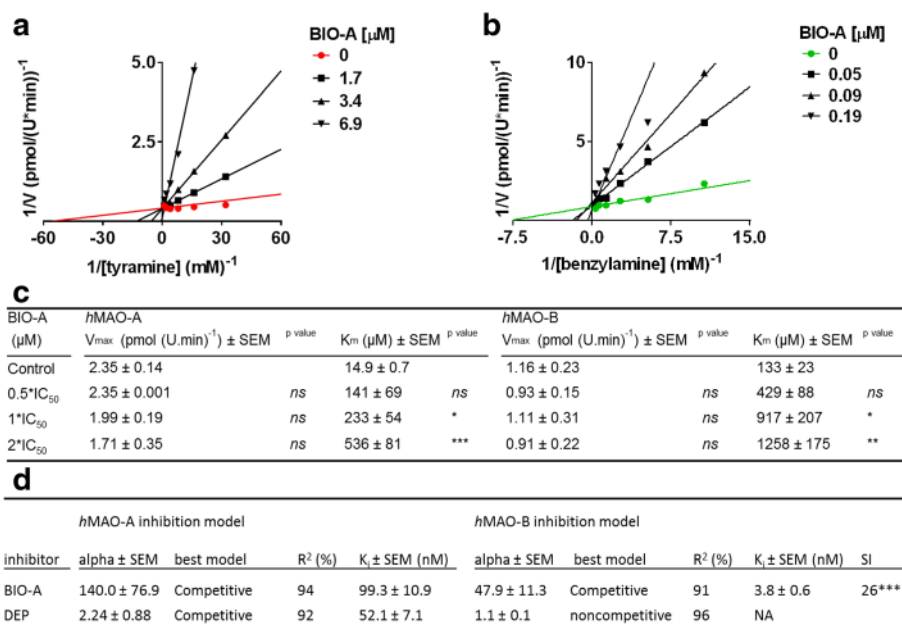 a
BIO-A [µM]
0
1.7
3.4
6.9
1/V (pmol/(U*min))⁻¹
5.0
2.5
-60 -30 0 30 60
1/[tyramine] (mM)⁻¹
b
BIO-A [µM]
0
0.05
0.09
0.19
1/V (pmol/(U*min))⁻¹
10
5
-7.5 0.0 7.5 15.0
1/[benzylamine] (mM)⁻¹
c
BIO-A hMAO-A hMAO-B
(µM) Vmax (pmol (U.min)⁻¹) ± SEM p value Km (µM) ± SEM p value Vmax (pmol (U.min)⁻¹) ± SEM p value Km (µM) ± SEM p value
Control 2.35 ± 0.14 14.9 ± 0.7 1.16 ± 0.23 133 ± 23
0.5*IC₅₀ 2.35 ± 0.001 ns 141 ± 69 ns 0.93 ± 0.15 ns 429 ± 88 ns
1*IC₅₀ 1.99 ± 0.19 ns 233 ± 54 * 1.11 ± 0.31 ns 917 ± 207 *
2*IC₅₀ 1.71 ± 0.35 ns 536 ± 81 *** 0.91 ± 0.22 ns 1258 ± 175 **
d
hMAO-A inhibition model hMAO-B inhibition model
inhibitor alpha ± SEM best model R² (%) Kᵢ ± SEM (nM) alpha ± SEM best model R² (%) Kᵢ ± SEM (nM) SI
BIO-A 140.0 ± 76.9 Competitive 94 99.3 ± 10.9 47.9 ± 11.3 Competitive 91 3.8 ± 0.6 26***
DEP 2.24 ± 0.88 Competitive 92 52.1 ± 7.1 1.1 ± 0.1 noncompetitive 96 NA